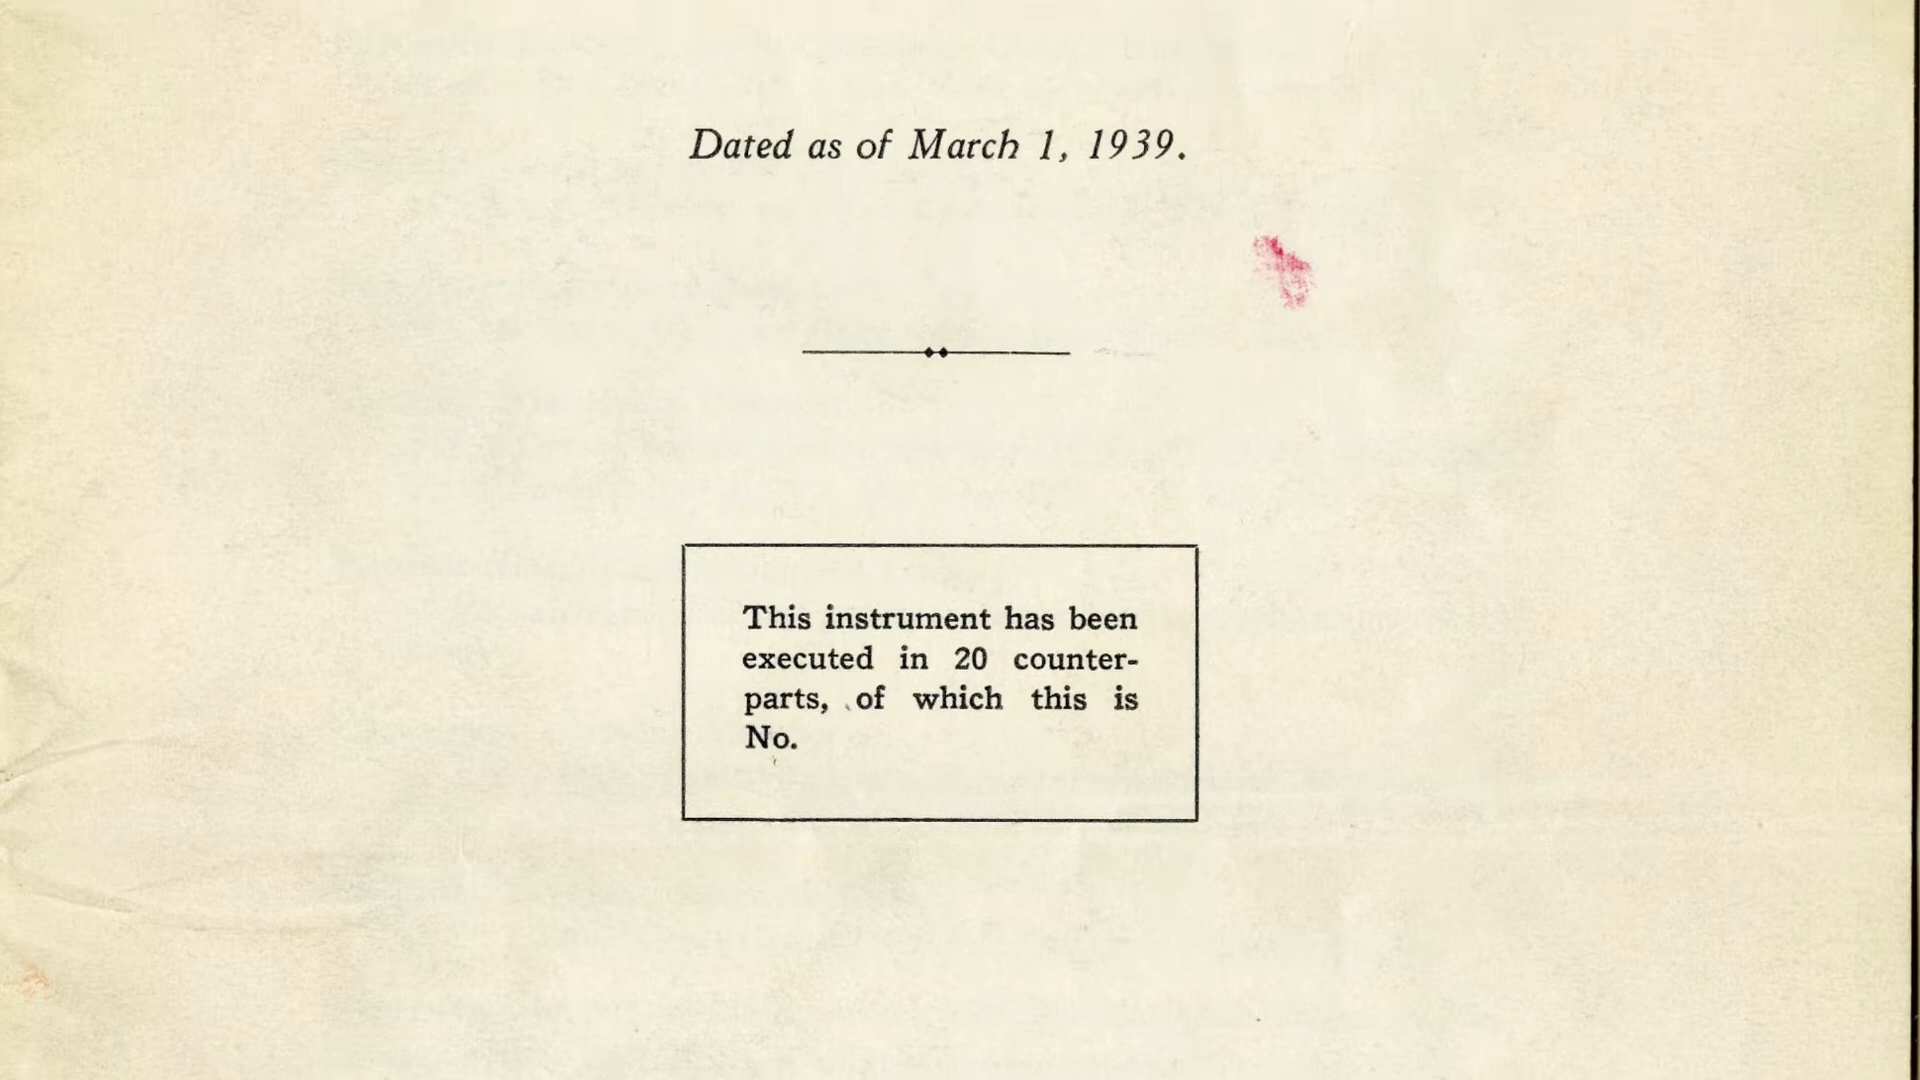 Dated as of March 1, 1939.
This instrument has been
executed in 20 counter-
parts, of which this is
No.